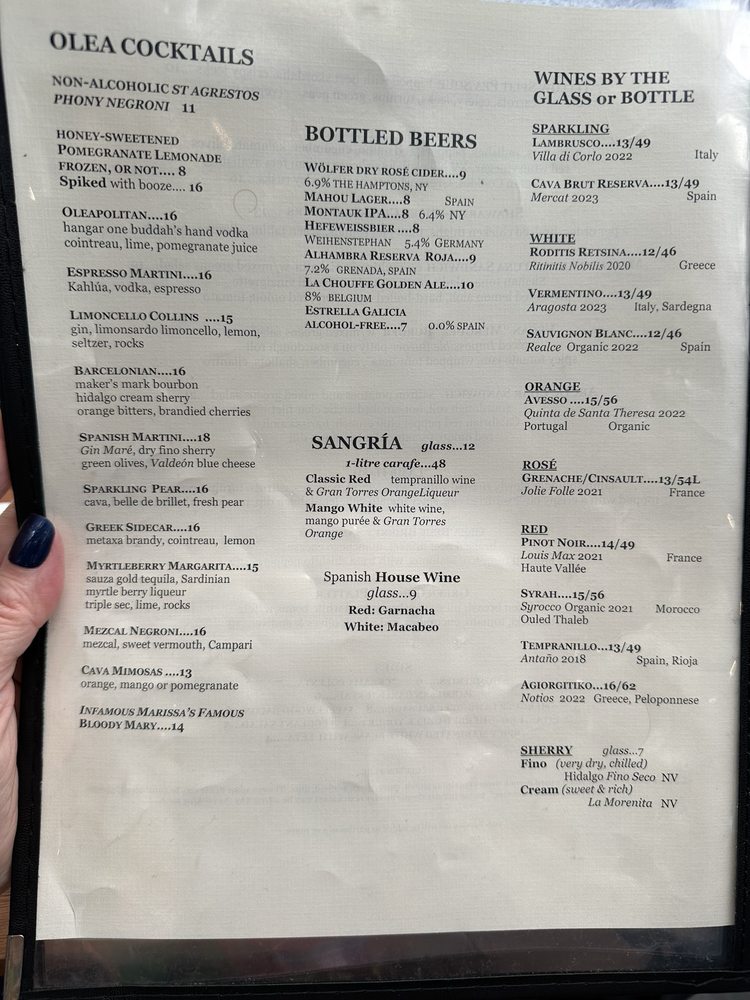 OLEA COCKTAILS
NON-ALCOHOLIC ST AGRESTOS
PHONY NEGRONI 11
HONEY-SWEETENED
POMEGRANATE LEMONADE
FROZEN, OR NOT.... 8
Spiked with booze.... 16
OLEAPOLITAN....16
hangar one buddah's hand vodka
cointreau, lime, pomegranate juice
ESPRESSO MARTINI....16
Kahlúa, vodka, espresso
LIMONCELLO COLLINS ....15
gin, limonsardo limoncello, lemon,
seltzer, rocks
BARCELONIAN....16
maker's mark bourbon
hidalgo cream sherry
orange bitters, brandied cherries
SPANISH MARTINI....18
Gin Maré, dry fino sherry
green olives, Valdeón blue cheese
SPARKLING PEAR....16
cava, belle de brillet, fresh pear
GREEK SIDECAR....16
metaxa brandy, cointreau, lemon
MYRTLEBERRY MARGARITA....15
sauza gold tequila, Sardinian
myrtle berry liqueur
triple sec, lime, rocks
MEZCAL NEGRONI....16
mezcal, sweet vermouth, Campari
CAVA MIMOSAS ....13
orange, mango or pomegranate
INFAMOUS MARISSA'S FAMOUS
BLOODY MARY....14
BOTTLED BEERS
WÖLFER DRY ROSÉ CIDER....9
6.9% THE HAMPTONS, NY
MAHOU LAGER....8 SPAIN
MONTAUK IPA....8 6.4% NY
HEFEWEISSBIER ....8
WEIHENSTEPHAN 5.4% GERMANY
ALHAMBRA RESERVA ROJA....9
7.2% GRENADA, SPAIN
LA CHOUFFE GOLDEN ALE....10
8% BELGIUM
ESTRELLA GALICIA
ALCOHOL-FREE....7 0.0% SPAIN
SANGRÍA glass...12
1-litre carafe...48
Classic Red tempranillo wine
& Gran Torres OrangeLiqueur
Mango White white wine,
mango purée & Gran Torres
Orange
Spanish House Wine
glass...9
Red: Garnacha
White: Macabeo
WINES BY THE
GLASS or BOTTLE
SPARKLING
LAMBRUSCO....13/49
Villa di Corlo 2022 Italy
CAVA BRUT RESERVA....13/49
Mercat 2023 Spain
WHITE
RODITIS RETSINA....12/46
Ritinitis Nobilis 2020 Greece
VERMENTINO....13/49
Aragosta 2023 Italy, Sardegna
SAUVIGNON BLANC....12/46
Realce Organic 2022 Spain
ORANGE
AVESSO ....15/56
Quinta de Santa Theresa 2022
Portugal Organic
ROSÉ
GRENACHE/CINSAULT....13/54L
Jolie Folle 2021 France
RED
PINOT NOIR....14/49
Louis Max 2021 France
Haute Vallée
SYRAH....15/56
Syrocco Organic 2021 Morocco
Ouled Thaleb
TEMPRANILLO...13/49
Antaño 2018 Spain, Rioja
AGIORGITIKO...16/62
Notios 2022 Greece, Peloponnese
SHERRY glass...7
Fino (very dry, chilled)
Hidalgo Fino Seco NV
Cream (sweet & rich)
La Morenita NV